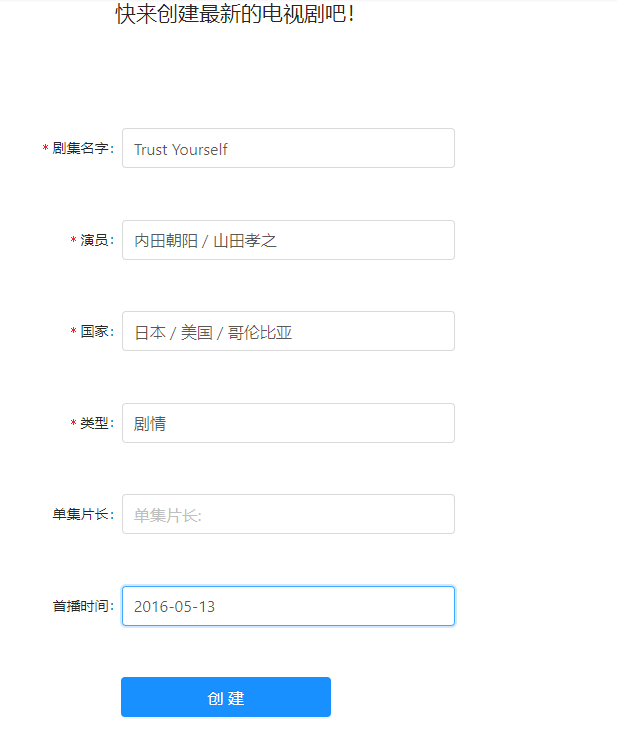 快来创建最新的电视剧吧！
* 剧集名字: Trust Yourself
* 演员: 内田朝阳 / 山田孝之
* 国家: 日本 / 美国 / 哥伦比亚
* 类型: 剧情
单集片长: 单集片长:
首播时间: 2016-05-13
创 建